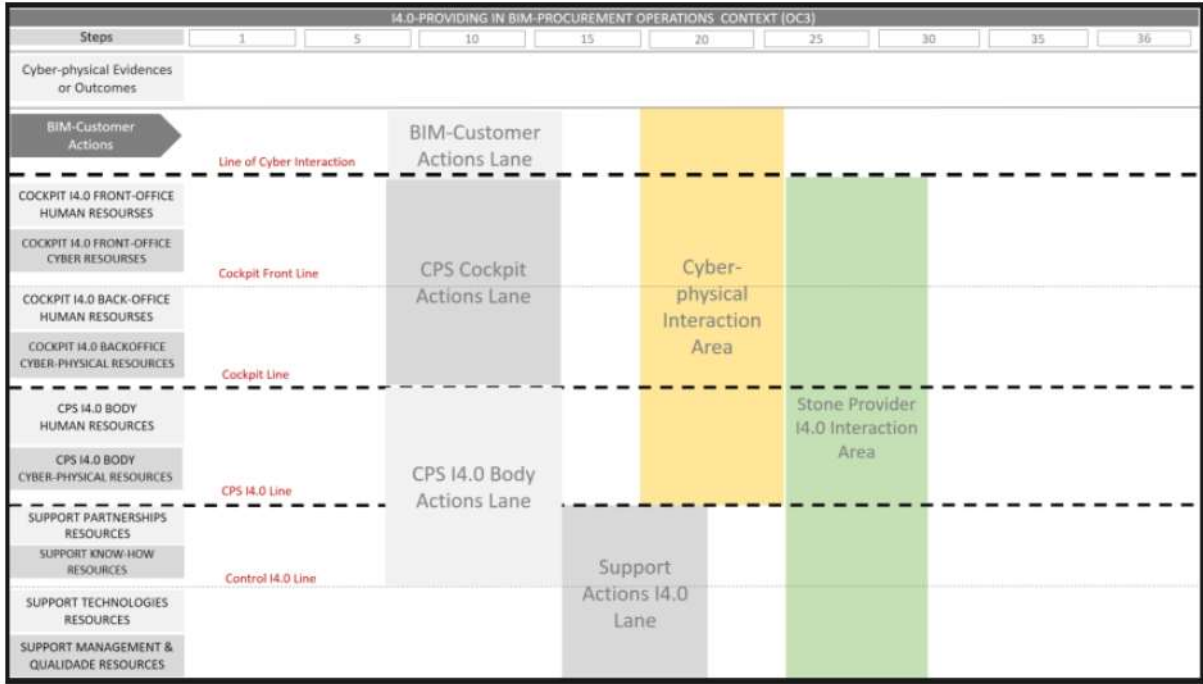 I4.0-PROVIDING IN BIM-PROCUREMENT OPERATIONS CONTEXT (OC3)
Steps
1
5
10
15
20
25
30
35
36
Cyber-physical Evidences
or Outcomes
BIM-Customer
Actions
Line of Cyber Interaction
BIM-Customer
Actions Lane
COCKPIT I4.0 FRONT-OFFICE
HUMAN RESOURSES
COCKPIT I4.0 FRONT-OFFICE
CYBER RESOURSES
Cockpit Front Line
CPS Cockpit
Actions Lane
Cyber-
physical
Interaction
Area
COCKPIT I4.0 BACK-OFFICE
HUMAN RESOURSES
COCKPIT I4.0 BACKOFFICE
CYBER-PHYSICAL RESOURCES
Cockpit Line
CPS I4.0 BODY
HUMAN RESOURCES
Stone Provider
I4.0 Interaction
Area
CPS I4.0 BODY
CYBER-PHYSICAL RESOURCES
CPS I4.0 Line
CPS I4.0 Body
Actions Lane
SUPPORT PARTNERSHIPS
RESOURCES
SUPPORT KNOW-HOW
RESOURCES
Control I4.0 Line
Support
Actions I4.0
Lane
SUPPORT TECHNOLOGIES
RESOURCES
SUPPORT MANAGEMENT &
QUALIDADE RESOURCES